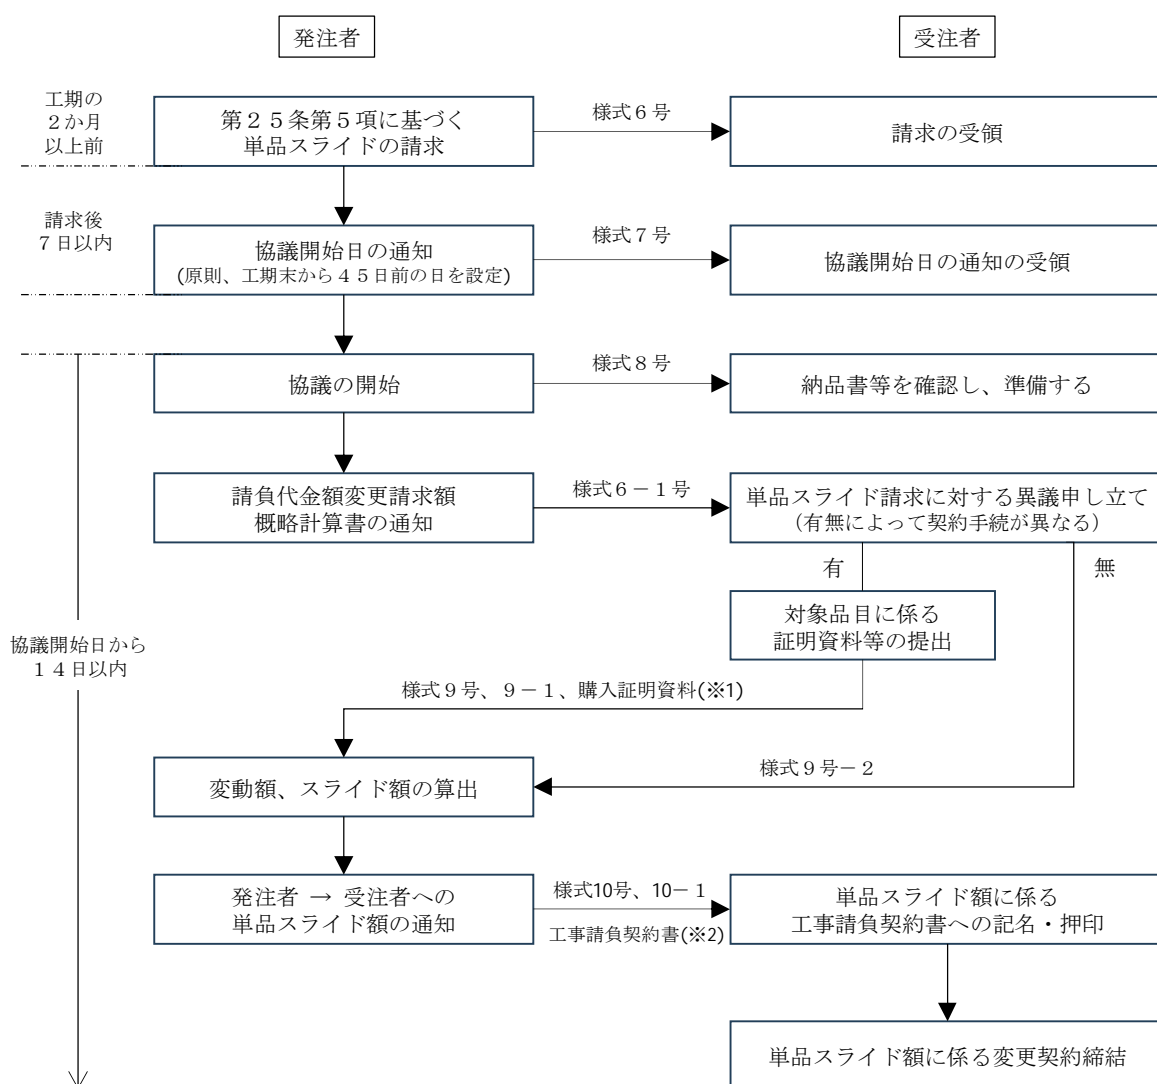 発注者
受注者
工期の
２か月
以上前
第２５条第５項に基づく
単品スライドの請求
様式６号
請求の受領
請求後
７日以内
協議開始日の通知
(原則、工期末から４５日前の日を設定)
様式７号
協議開始日の通知の受領
協議の開始
様式８号
納品書等を確認し、準備する
請負代金額変更請求額
概略計算書の通知
様式６－１号
単品スライド請求に対する異議申し立て
（有無によって契約手続が異なる）
有
無
対象品目に係る
証明資料等の提出
協議開始日から
１４日以内
様式９号、９－１、購入証明資料(※1)
変動額、スライド額の算出
様式９号－２
発注者 → 受注者への
単品スライド額の通知
様式10号、10－１
工事請負契約書(※2)
単品スライド額に係る
工事請負契約書への記名・押印
単品スライド額に係る変更契約締結